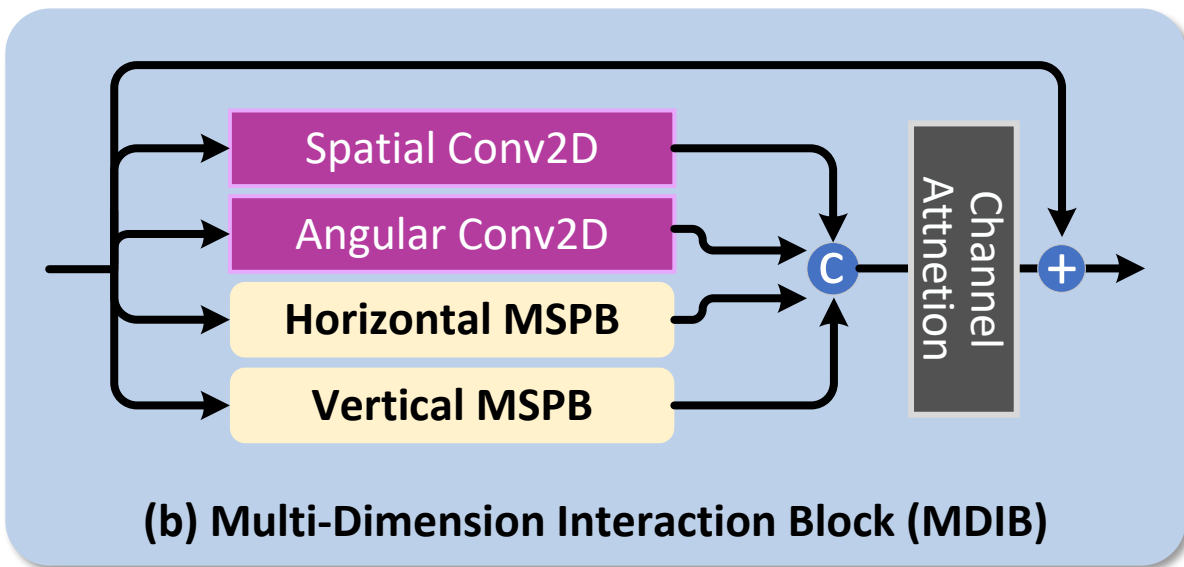 Spatial Conv2D
Angular Conv2D
Horizontal MSPB
Vertical MSPB
C
Channel
Attnetion
+
(b) Multi-Dimension Interaction Block (MDIB)